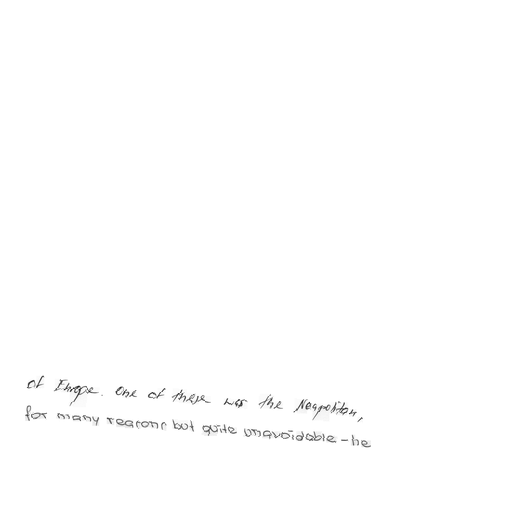 of Europe. One of these was the Neapolitan,
for many reasons but quite unavoidable - he